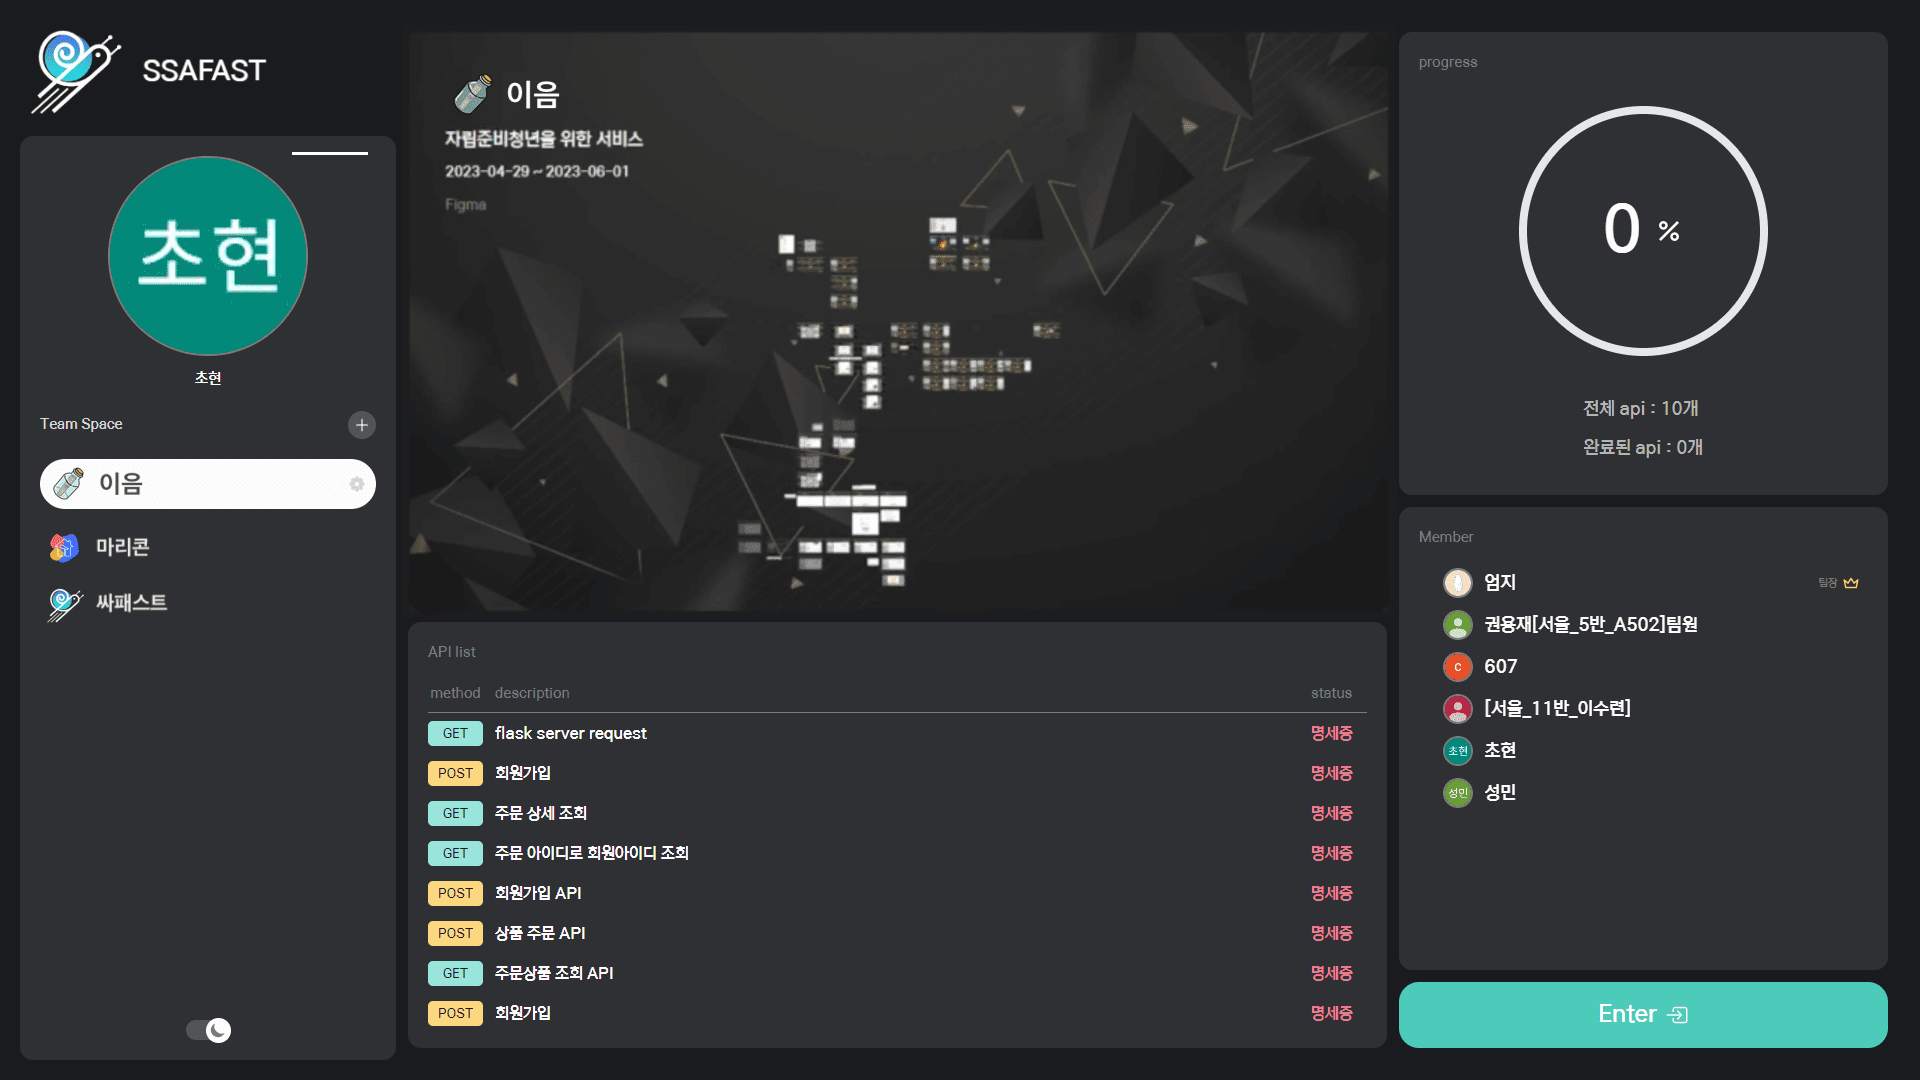 SSAFAST
초현
초현
Team Space
이음
마리콘
싸패스트
이음
자립준비청년을 위한 서비스
2023-04-29 ~ 2023-06-01
Figma
API list
method description status
GET flask server request 명세중
POST 회원가입 명세중
GET 주문 상세 조회 명세중
GET 주문 아이디로 회원아이디 조회 명세중
POST 회원가입 API 명세중
POST 상품 주문 API 명세중
GET 주문상품 조회 API 명세중
POST 회원가입 명세중
progress
0 %
전체 api : 10개
완료된 api : 0개
Member
엄지 팀장
권용재[서울_5반_A502]팀원
C 607
[서울_11반_이수련]
초현 초현
성민 성민
Enter